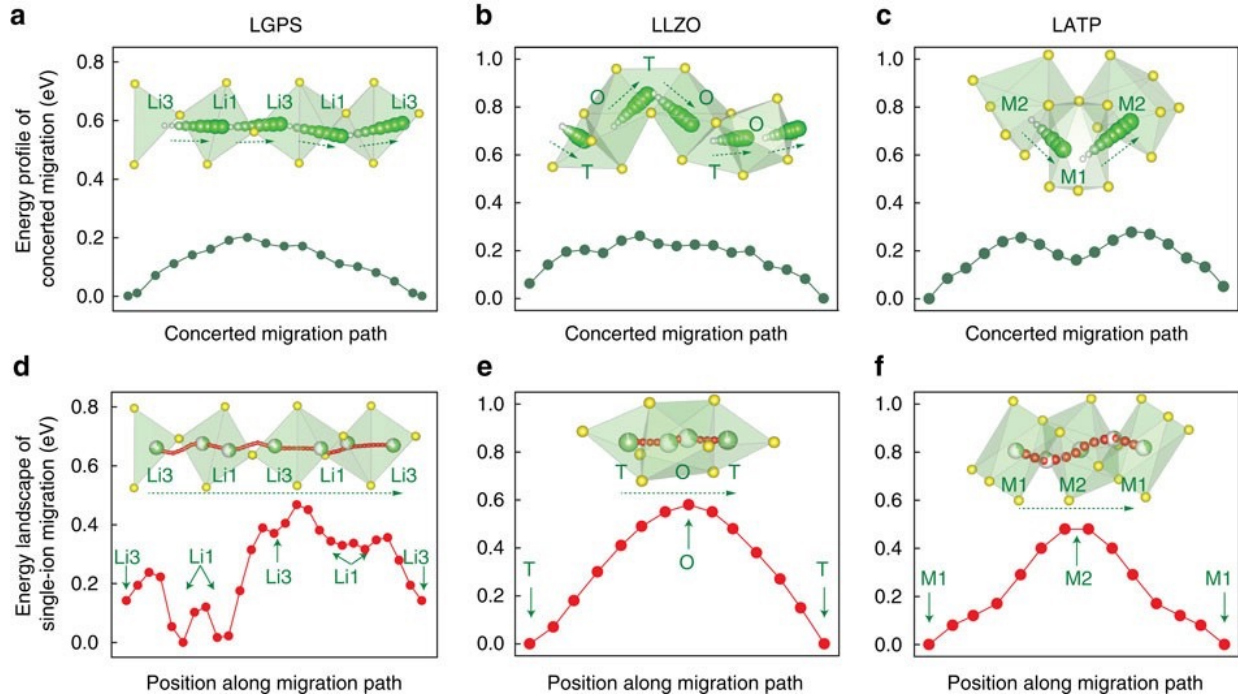 a
LGPS
b
LLZO
c
LATP
Energy profile of
concerted migration (eV)
0.8
0.6
0.4
0.2
0.0
Li3 Li1 Li3 Li1 Li3
Concerted migration path
1.0
0.8
0.6
0.4
0.2
0.0
T
O O
O
T T
Concerted migration path
1.0
0.8
0.6
0.4
0.2
0.0
M2 M2
M1
Concerted migration path
d
e
f
Energy landscape of
single-ion migration (eV)
0.8
0.6
0.4
0.2
0.0
Li3 Li1 Li3 Li1 Li3
Li3 Li1 Li3 Li1 Li3
Position along migration path
1.0
0.8
0.6
0.4
0.2
0.0
T O T
T O T
Position along migration path
1.0
0.8
0.6
0.4
0.2
0.0
M1 M2 M1
M1 M2 M1
Position along migration path